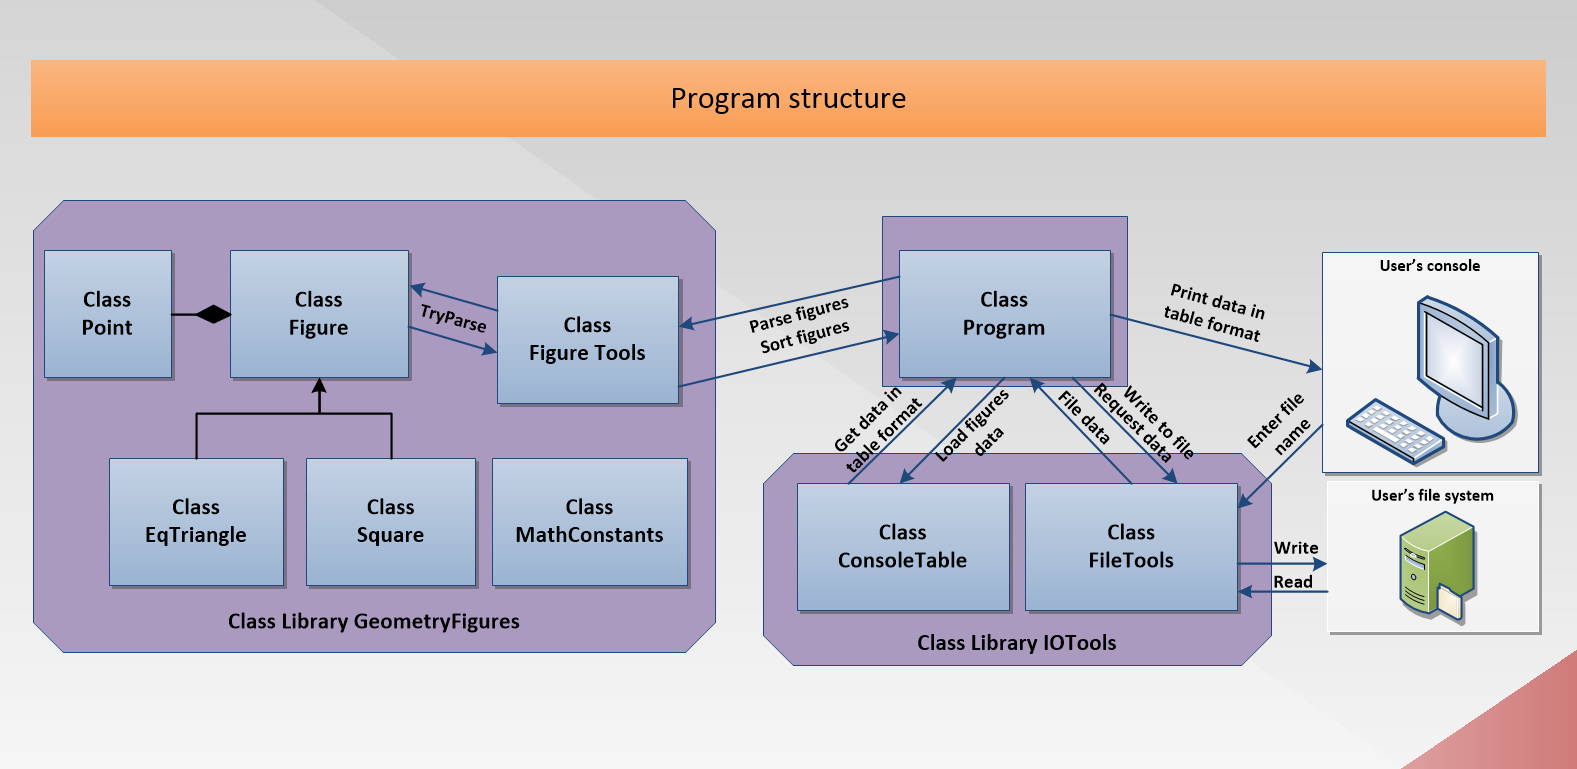 Program structure
Class
Point
Class
Figure
TryParse
Class
Figure Tools
Class
EqTriangle
Class
Square
Class
MathConstants
Class Library GeometryFigures
Parse figures
Sort figures
Class
Program
Print data in
table format
User's console
Get data in
table format
Load figures
data
File data
Write to file
Request data
Enter file
name
Class
ConsoleTable
Class
FileTools
Class Library IOTools
User's file system
Write
Read